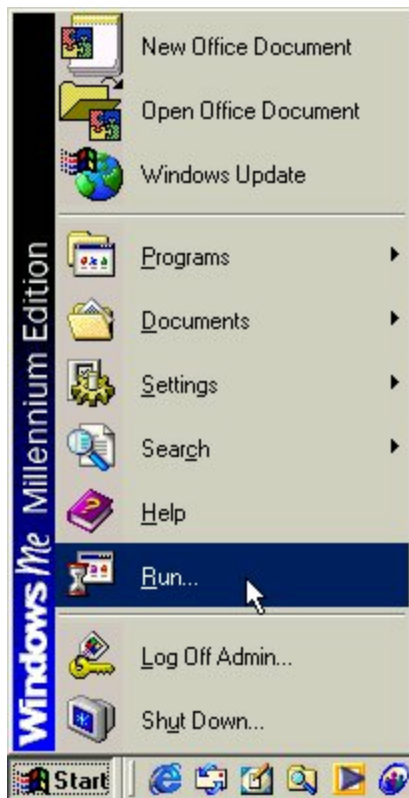 New Office Document
Open Office Document
Windows Update
Programs
Documents
Settings
Search
Help
Run...
Log Off Admin...
Shut Down...
Windows Me Millennium Edition
Start